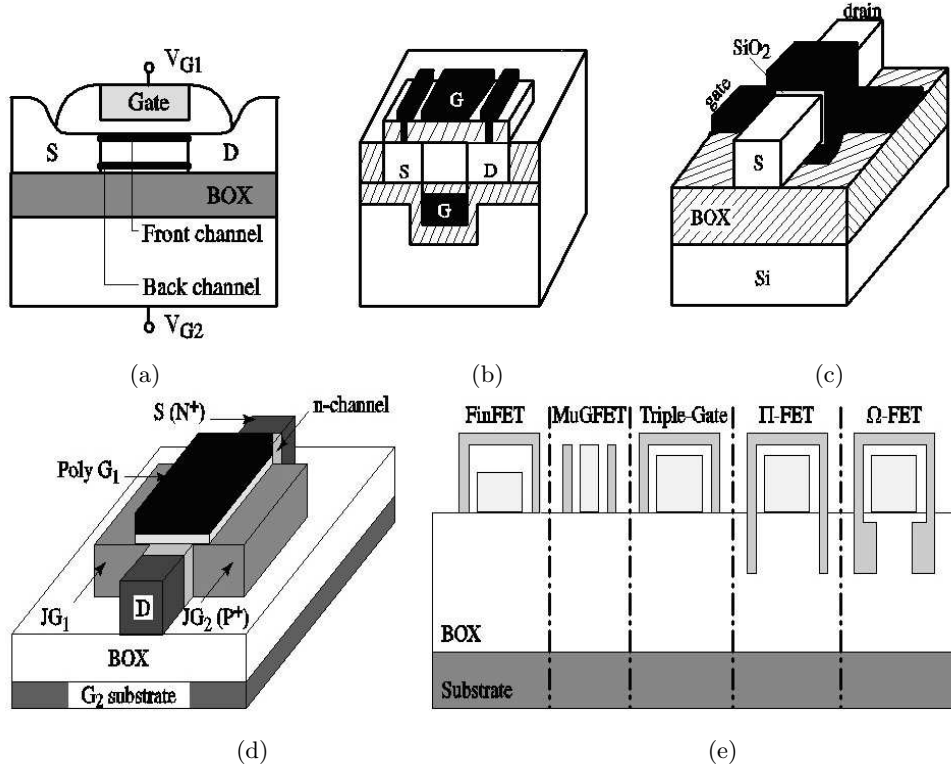 V_G1
Gate
S
D
BOX
Front channel
Back channel
V_G2
(a)
G
S
D
G
(b)
drain
SiO2
gate
S
BOX
Si
(c)
S (N+)
n-channel
Poly G1
JG1
D
JG2 (P+)
BOX
G2 substrate
(d)
FinFET
MuGFET
Triple-Gate
Π-FET
Ω-FET
BOX
Substrate
(e)